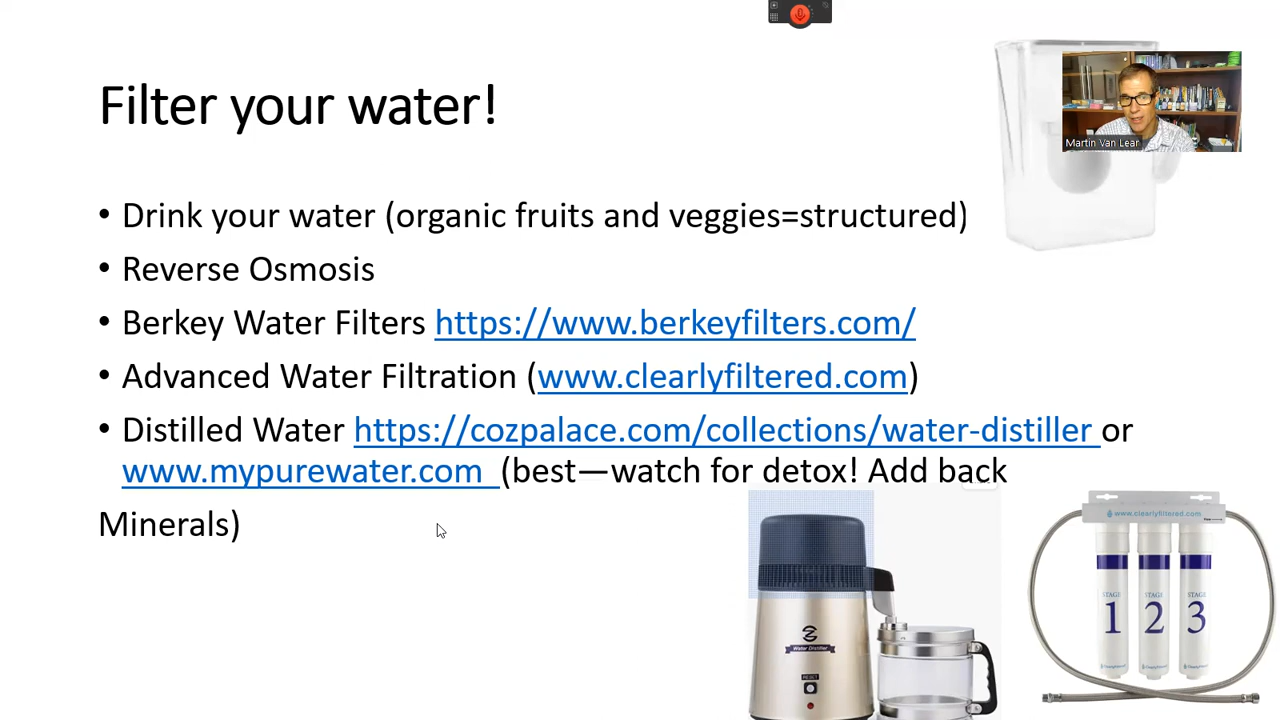 Filter your water!
Martin Van Lear
• Drink your water (organic fruits and veggies=structured)
• Reverse Osmosis
• Berkey Water Filters https://www.berkeyfilters.com/
• Advanced Water Filtration (www.clearlyfiltered.com)
• Distilled Water https://cozpalace.com/collections/water-distiller or
www.mypurewater.com (best—watch for detox! Add back
Minerals)
www.clearlyfiltered.com
STAGE STAGE STAGE
1 2 3
Water Distiller
RESET